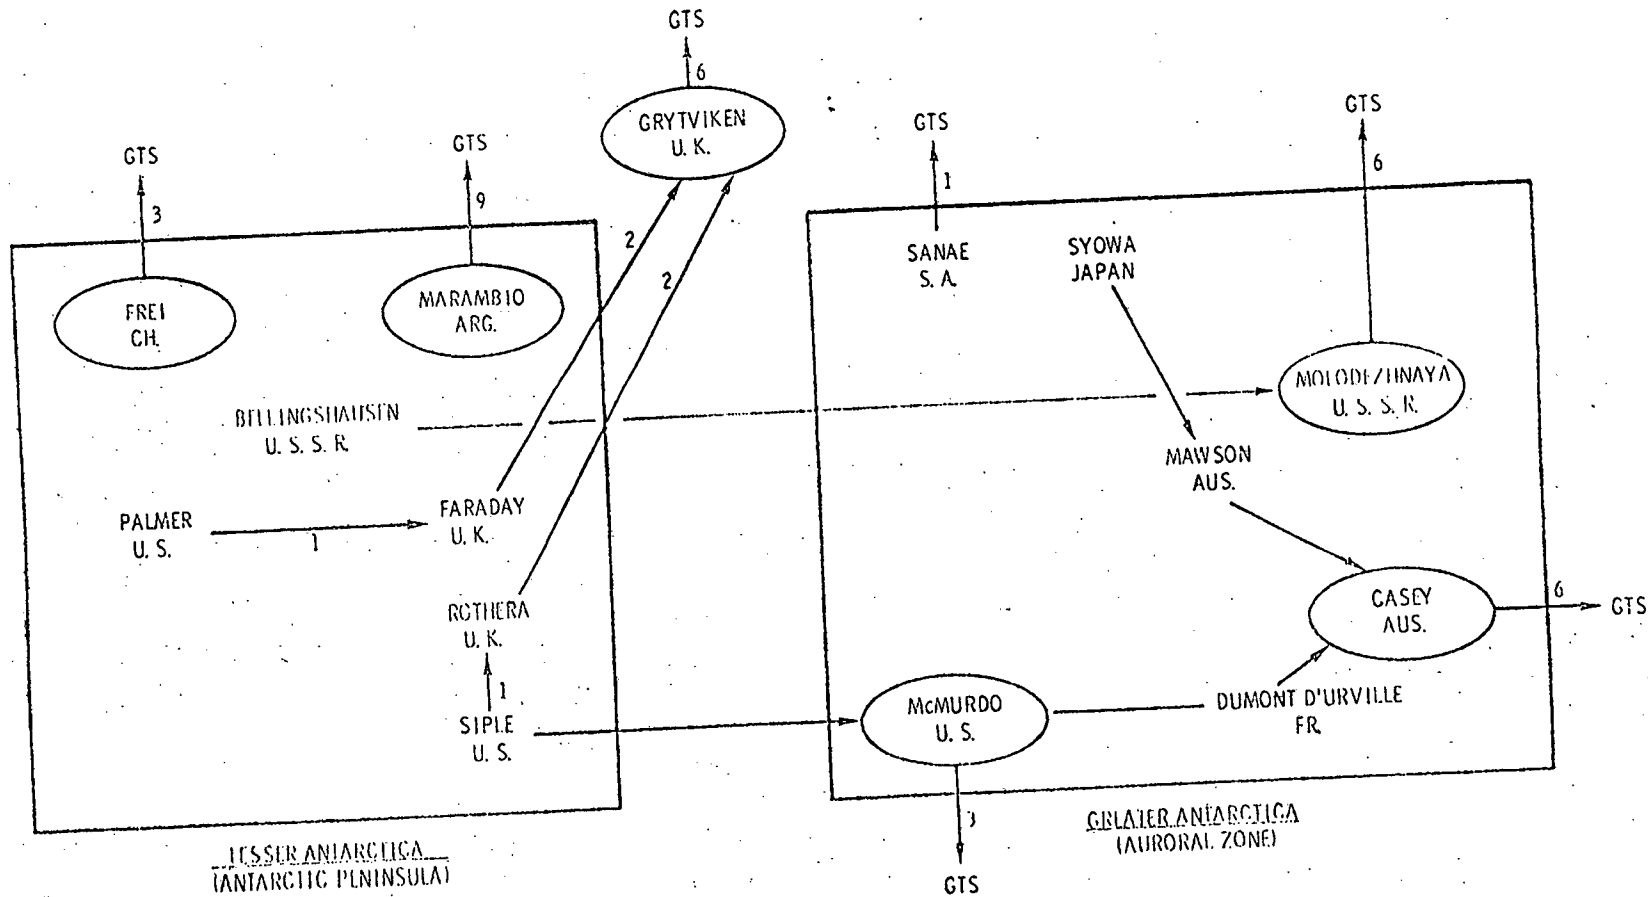 GTS
6
GRYTVIKEN
U. K.
GTS
3
GTS
9
GTS
1
GTS
6
FREI
CH.
MARAMBIO
ARG.
2
2
SANAE
S. A.
SYOWA
JAPAN
BELLINGSHAUSEN
U. S. S. R.
MOLODEZHNAYA
U. S. S. R.
MAWSON
AUS.
PALMER
U. S.
1
FARADAY
U. K.
ROTHERA
U. K.
1
SIPLE
U. S.
CASEY
AUS.
6
GTS
McMURDO
U. S.
DUMONT D'URVILLE
FR.
3
GTS
LESSER ANTARCTICA
(ANTARCTIC PENINSULA)
GREATER ANTARCTICA
(AURORAL ZONE)